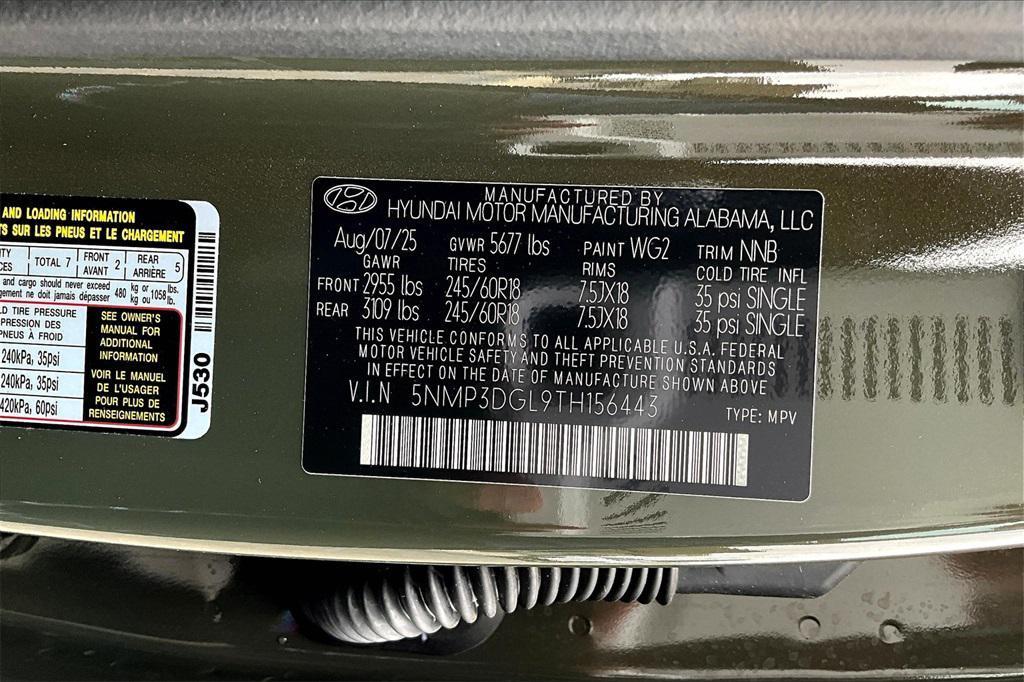 AND LOADING INFORMATION
TS SUR LES PNEUS ET LE CHARGEMENT
TOTAL 7 FRONT AVANT 2 REAR ARRIÈRE 5
and cargo should never exceed
gement ne doit jamais dépasser 480 kg or kg ou 1058 lbs. lb.
TIRE PRESSURE
PRESSION DES
PNEUS À FROID
240kPa, 35psi
240kPa, 35psi
420kPa, 60psi
SEE OWNER'S
MANUAL FOR
ADDITIONAL
INFORMATION
VOIR LE MANUEL
DE L'USAGER
POUR PLUS DE
RENSEIGNEMENTS
J530
MANUFACTURED BY
HYUNDAI MOTOR MANUFACTURING ALABAMA, LLC
Aug/07/25 GVWR 5677 lbs PAINT WG2 TRIM NNB
GAWR TIRES RIMS COLD TIRE INFL
FRONT 2955 lbs 245/60R18 7.5JX18 35 psi SINGLE
REAR 3109 lbs 245/60R18 7.5JX18 35 psi SINGLE
THIS VEHICLE CONFORMS TO ALL APPLICABLE U.S.A. FEDERAL
MOTOR VEHICLE SAFETY AND THEFT PREVENTION STANDARDS
IN EFFECT ON THE DATE OF MANUFACTURE SHOWN ABOVE
V.I.N 5NMP3DGL9TH156443
TYPE: MPV